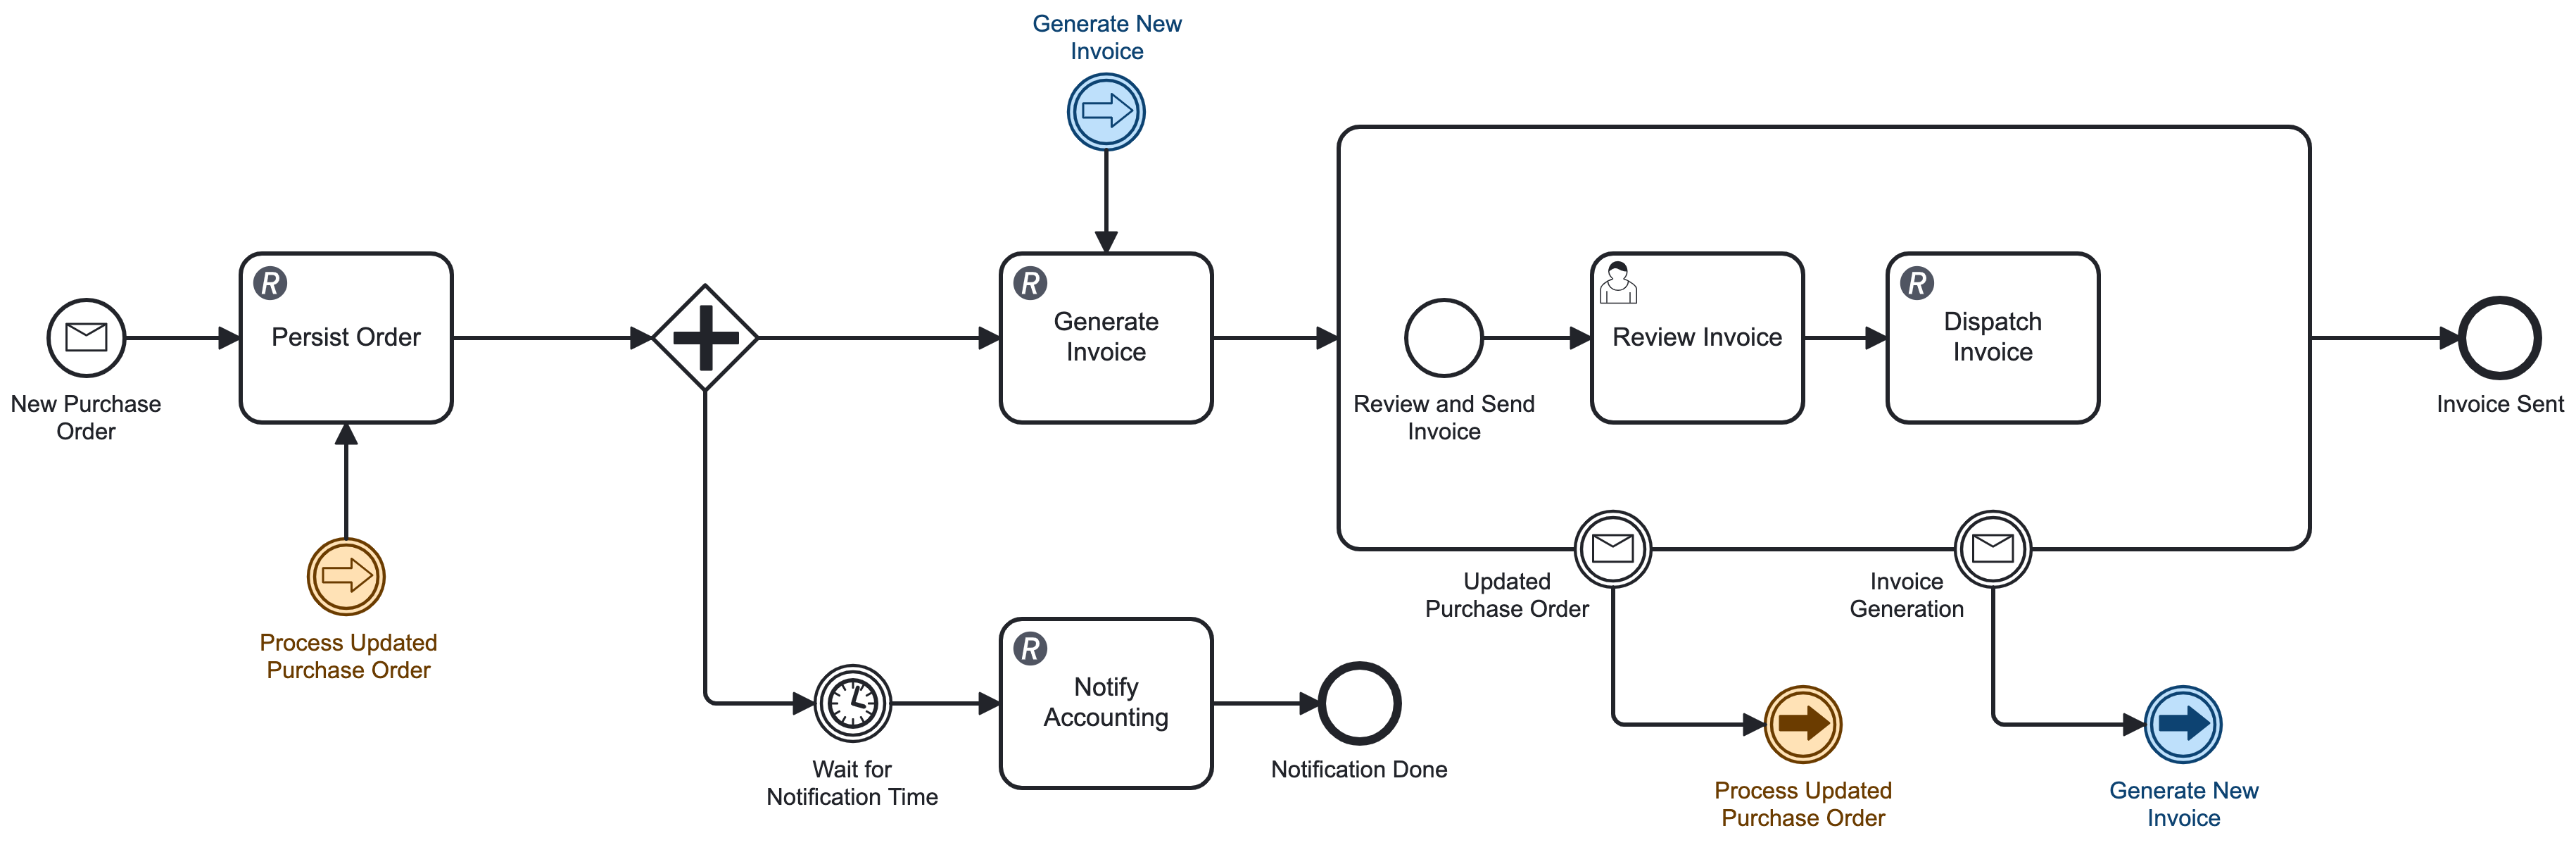 Generate New
Invoice
R
Persist Order
R
Generate
Invoice
Review Invoice
R
Dispatch
Invoice
New Purchase
Order
Review and Send
Invoice
Invoice Sent
Process Updated
Purchase Order
Updated
Purchase Order
Invoice
Generation
R
Notify
Accounting
Wait for
Notification Time
Notification Done
Process Updated
Purchase Order
Generate New
Invoice